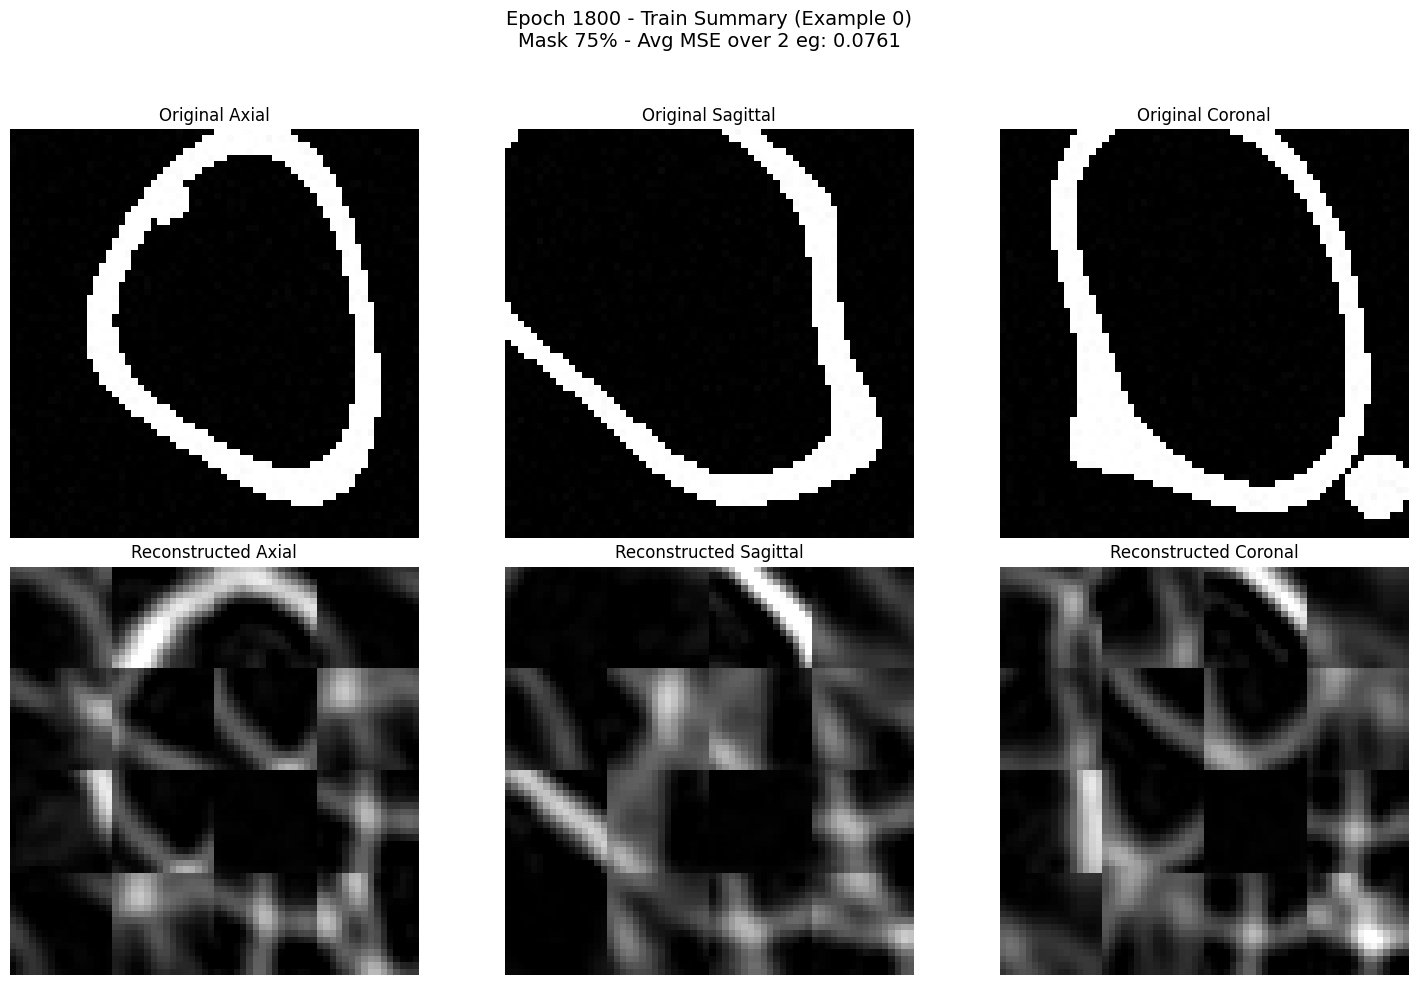 Epoch 1800 - Train Summary (Example 0)
Mask 75% - Avg MSE over 2 eg: 0.0761
Original Axial
Original Sagittal
Original Coronal
Reconstructed Axial
Reconstructed Sagittal
Reconstructed Coronal